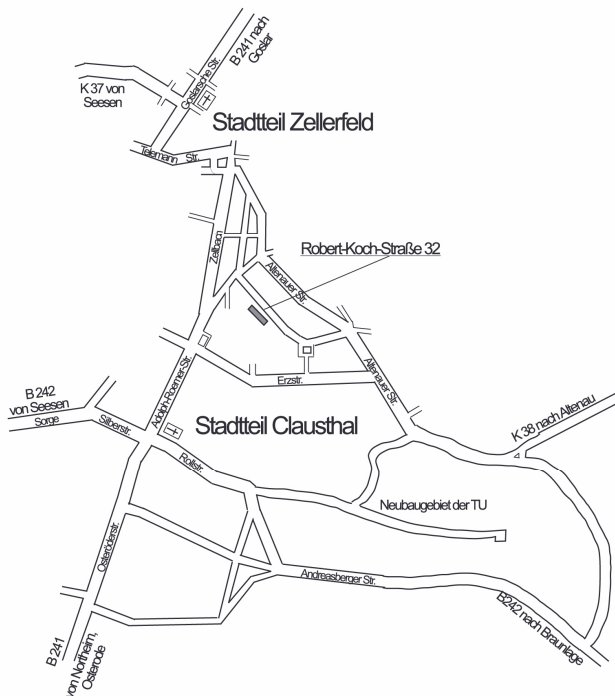 B 241 nach
Goslar
K 37 von
Seesen
Goslarsche Str.
Stadtteil Zellerfeld
Telemann Str.
Zellbach
Robert-Koch-Straße 32
Altenauer Str.
Altenauer Str.
Erzstr.
Adolph-Roemer-Str.
B 242
von Seesen
Sorge
Silberstr.
Stadtteil Clausthal
K 38 nach Altenau
Rollstr.
Neubaugebiet der TU
Osteröderstr.
Andreasberger Str.
B242 nach Braunlage
B 241
von Northeim,
Osterode